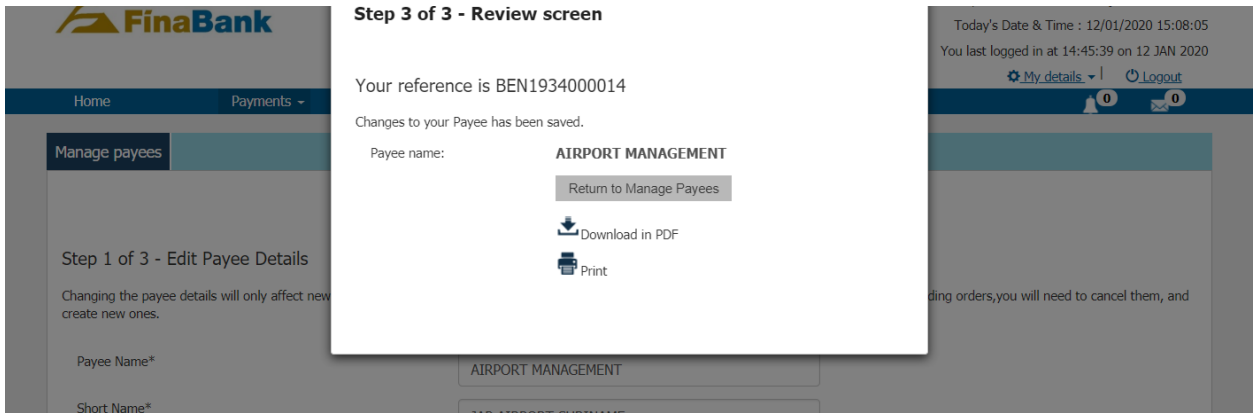 FinaBank
Step 3 of 3 - Review screen
Today's Date & Time : 12/01/2020 15:08:05
You last logged in at 14:45:39 on 12 JAN 2020
My details
Logout
Home
Payments
0
0
Your reference is BEN1934000014
Changes to your Payee has been saved.
Payee name:
AIRPORT MANAGEMENT
Return to Manage Payees
Download in PDF
Print
Manage payees
Step 1 of 3 - Edit Payee Details
Changing the payee details will only affect new
ding orders,you will need to cancel them, and
create new ones.
Payee Name*
AIRPORT MANAGEMENT
Short Name*
AIRPORT SURINAME